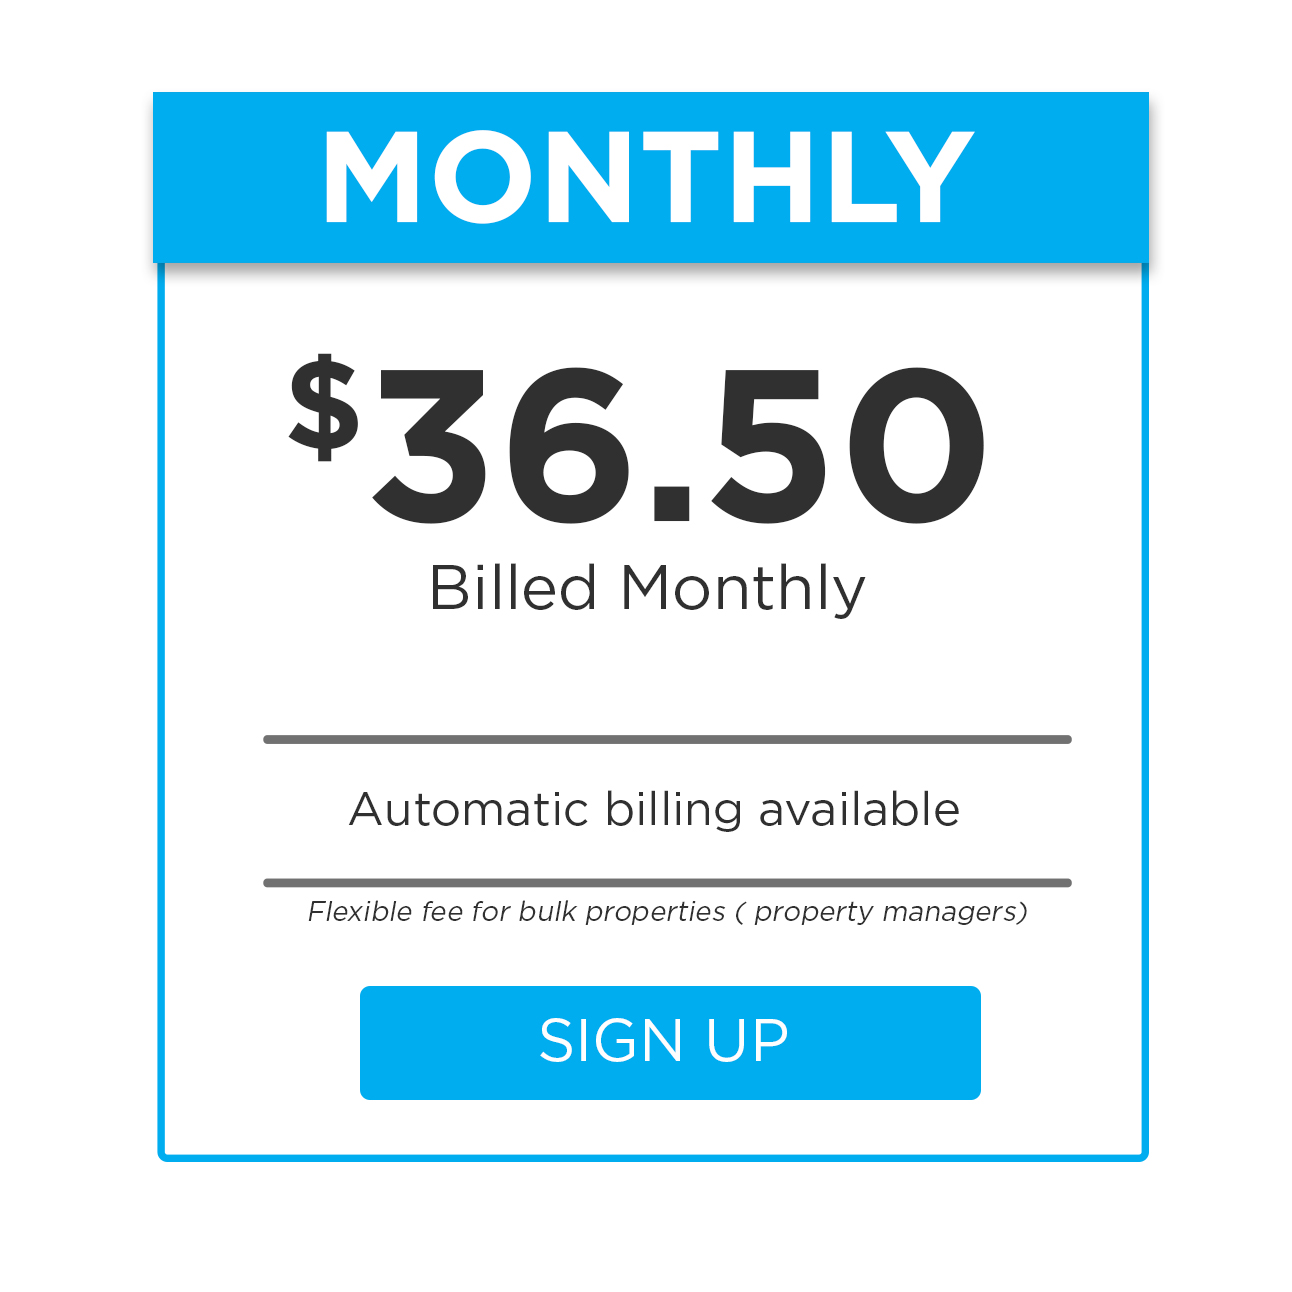 MONTHLY
$36.50
Billed Monthly
Automatic billing available
Flexible fee for bulk properties ( property managers)
SIGN UP